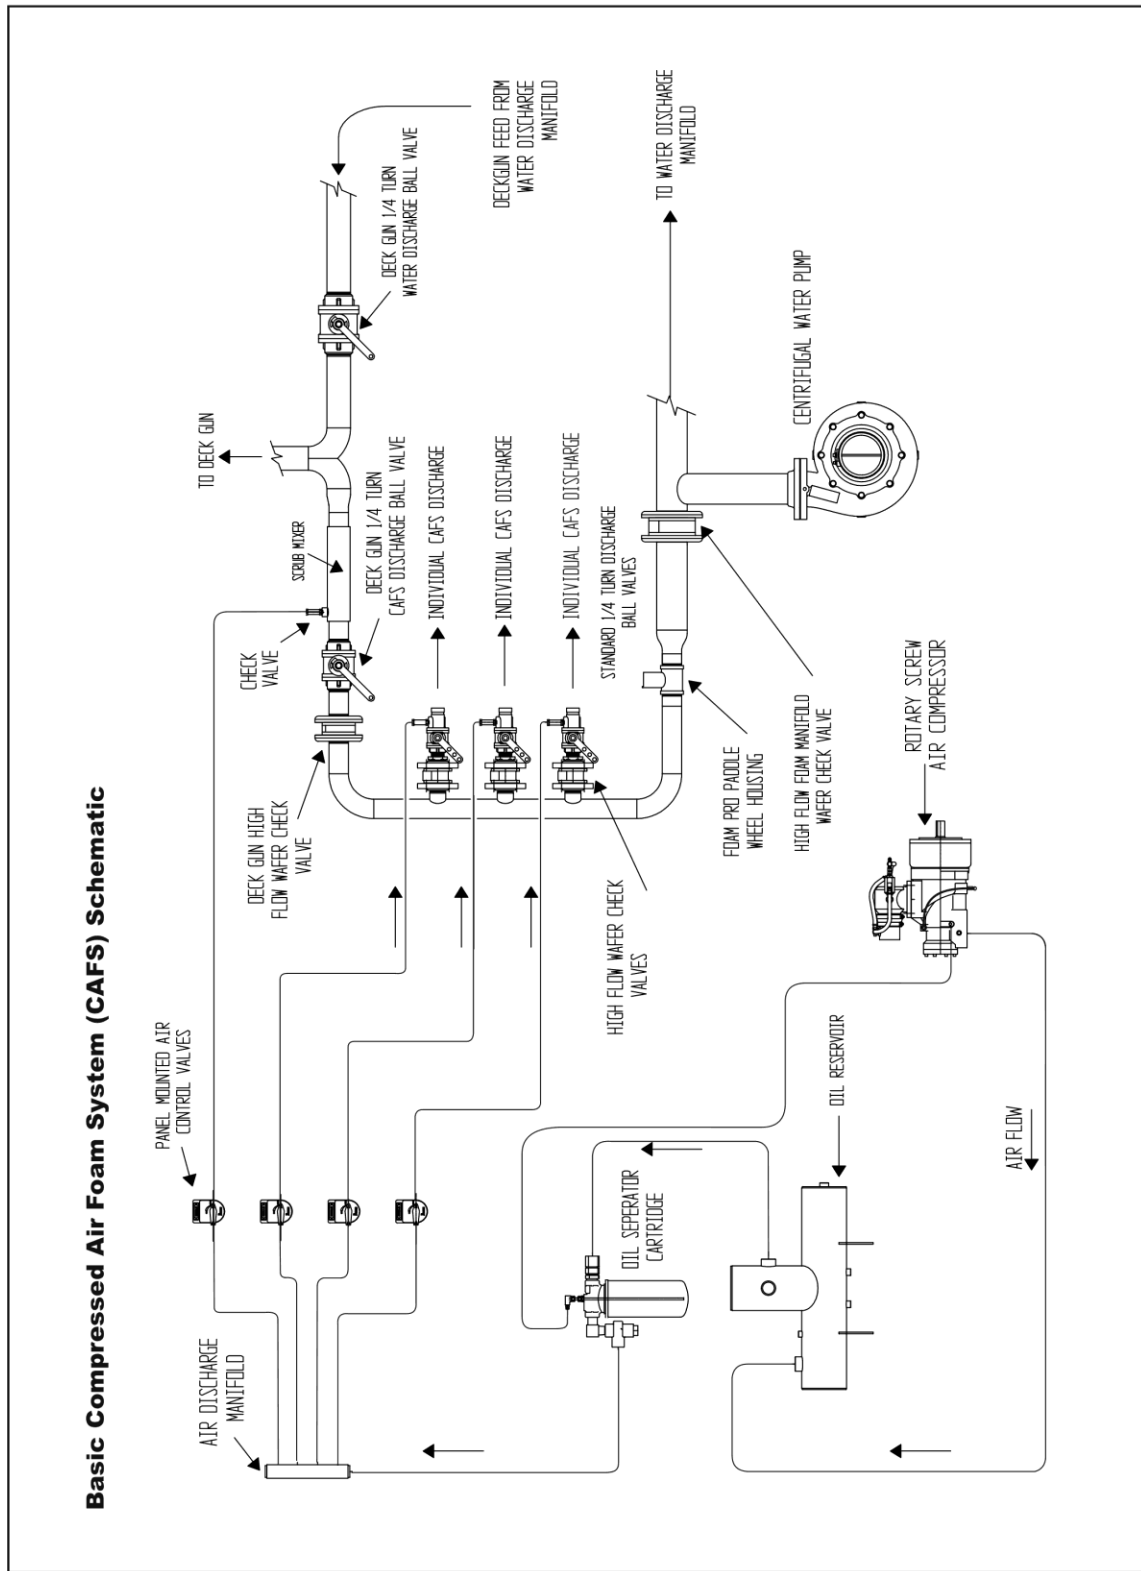 Basic Compressed Air Foam System (CAFS) Schematic
AIR DISCHARGE
MANIFOLD
PANEL MOUNTED AIR
CONTROL VALVES
DECK GUN HIGH
FLOW WAFER CHECK
VALVE
CHECK
VALVE
SCRUB MIXER
TO DECK GUN
DECK GUN 1/4 TURN
CAFS DISCHARGE BALL VALVE
DECK GUN 1/4 TURN
WATER DISCHARGE BALL VALVE
DECKGUN FEED FROM
WATER DISCHARGE
MANIFOLD
INDIVIDUAL CAFS DISCHARGE
INDIVIDUAL CAFS DISCHARGE
INDIVIDUAL CAFS DISCHARGE
STANDARD 1/4 TURN DISCHARGE
BALL VALVES
HIGH FLOW WAFER CHECK
VALVES
TO WATER DISCHARGE
MANIFOLD
FOAM PRO PADDLE
WHEEL HOUSING
HIGH FLOW FOAM MANIFOLD
WAFER CHECK VALVE
CENTRIFUGAL WATER PUMP
OIL SEPERATOR
CARTRIDGE
OIL RESERVOIR
ROTARY SCREW
AIR COMPRESSOR
AIR FLOW